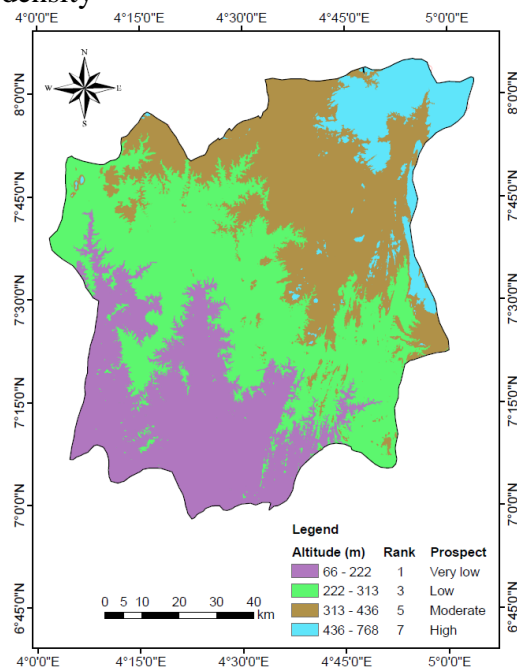 density
4°0'0"E 4°15'0"E 4°30'0"E 4°45'0"E 5°0'0"E
N
W E
S
8°0'0"N 8°0'0"N
7°45'0"N 7°45'0"N
7°30'0"N 7°30'0"N
7°15'0"N 7°15'0"N
7°0'0"N 7°0'0"N
6°45'0"N 6°45'0"N
Legend
Altitude (m) Rank Prospect
66 - 222 1 Very low
222 - 313 3 Low
313 - 436 5 Moderate
436 - 768 7 High
0 5 10 20 30 40
km
4°0'0"E 4°15'0"E 4°30'0"E 4°45'0"E 5°0'0"E